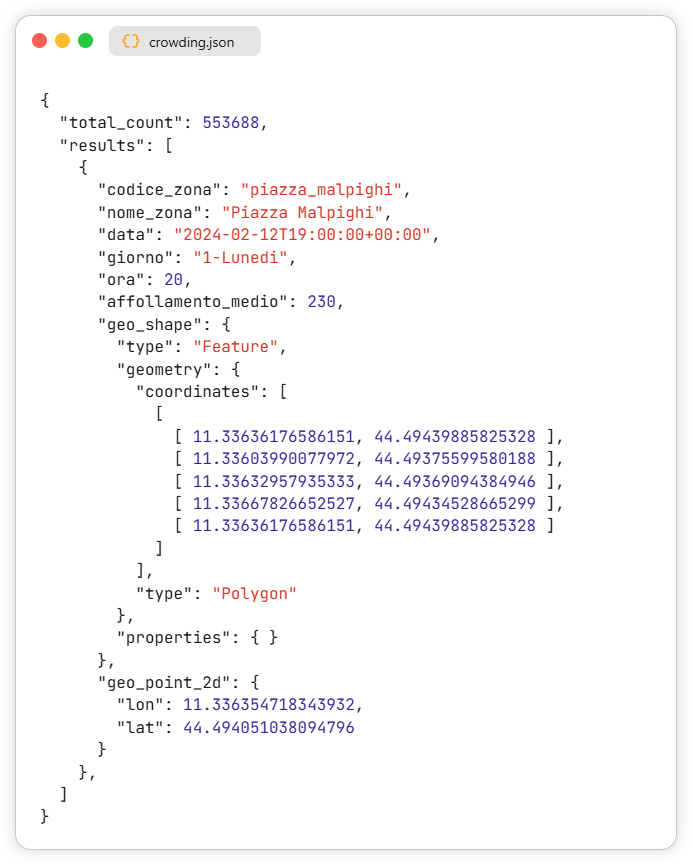 {} crowding.json
{
"total_count": 553688,
"results": [
{
"codice_zona": "piazza_malpighi",
"nome_zona": "Piazza Malpighi",
"data": "2024-02-12T19:00:00+00:00",
"giorno": "1-Lunedi",
"ora": 20,
"affollamento_medio": 230,
"geo_shape": {
"type": "Feature",
"geometry": {
"coordinates": [
[
[ 11.33636176586151, 44.49439885825328 ],
[ 11.33603990077972, 44.49375599580188 ],
[ 11.33632957935333, 44.49369094384946 ],
[ 11.33667826652527, 44.49434528665299 ],
[ 11.33636176586151, 44.49439885825328 ]
]
],
"type": "Polygon"
},
"properties": { }
},
"geo_point_2d": {
"lon": 11.336354718343932,
"lat": 44.494051038094796
}
},
]
}